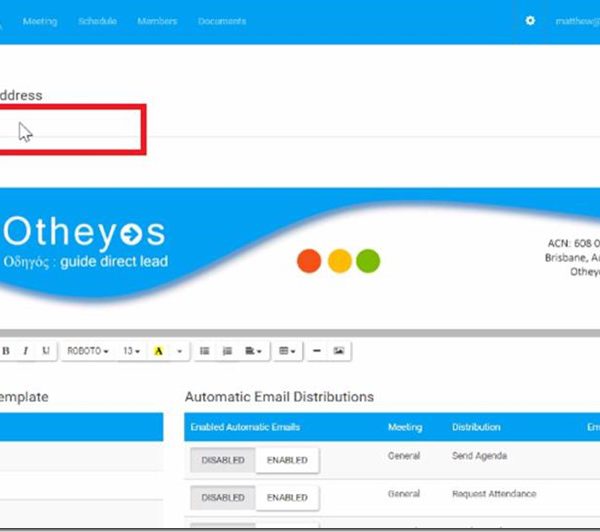 Meeting Schedule Members Documents matthew@
ddress
Otheyos
Οδηγός : guide direct lead
ACN: 608 0
Brisbane, A
Othey
B I U ROBOTO 13 A
emplate
Automatic Email Distributions
Enabled Automatic Emails Meeting Distribution Em
DISABLED ENABLED General Send Agenda
DISABLED ENABLED General Request Attendance